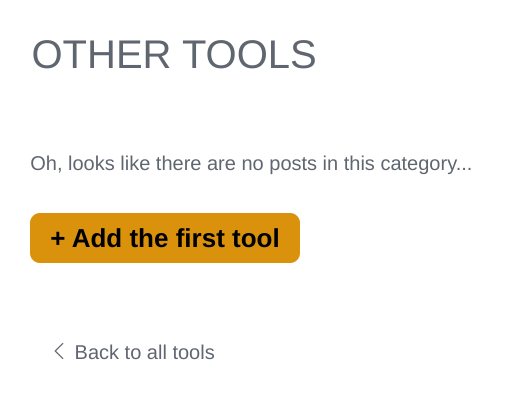 OTHER TOOLS
Oh, looks like there are no posts in this category...
+ Add the first tool
Back to all tools